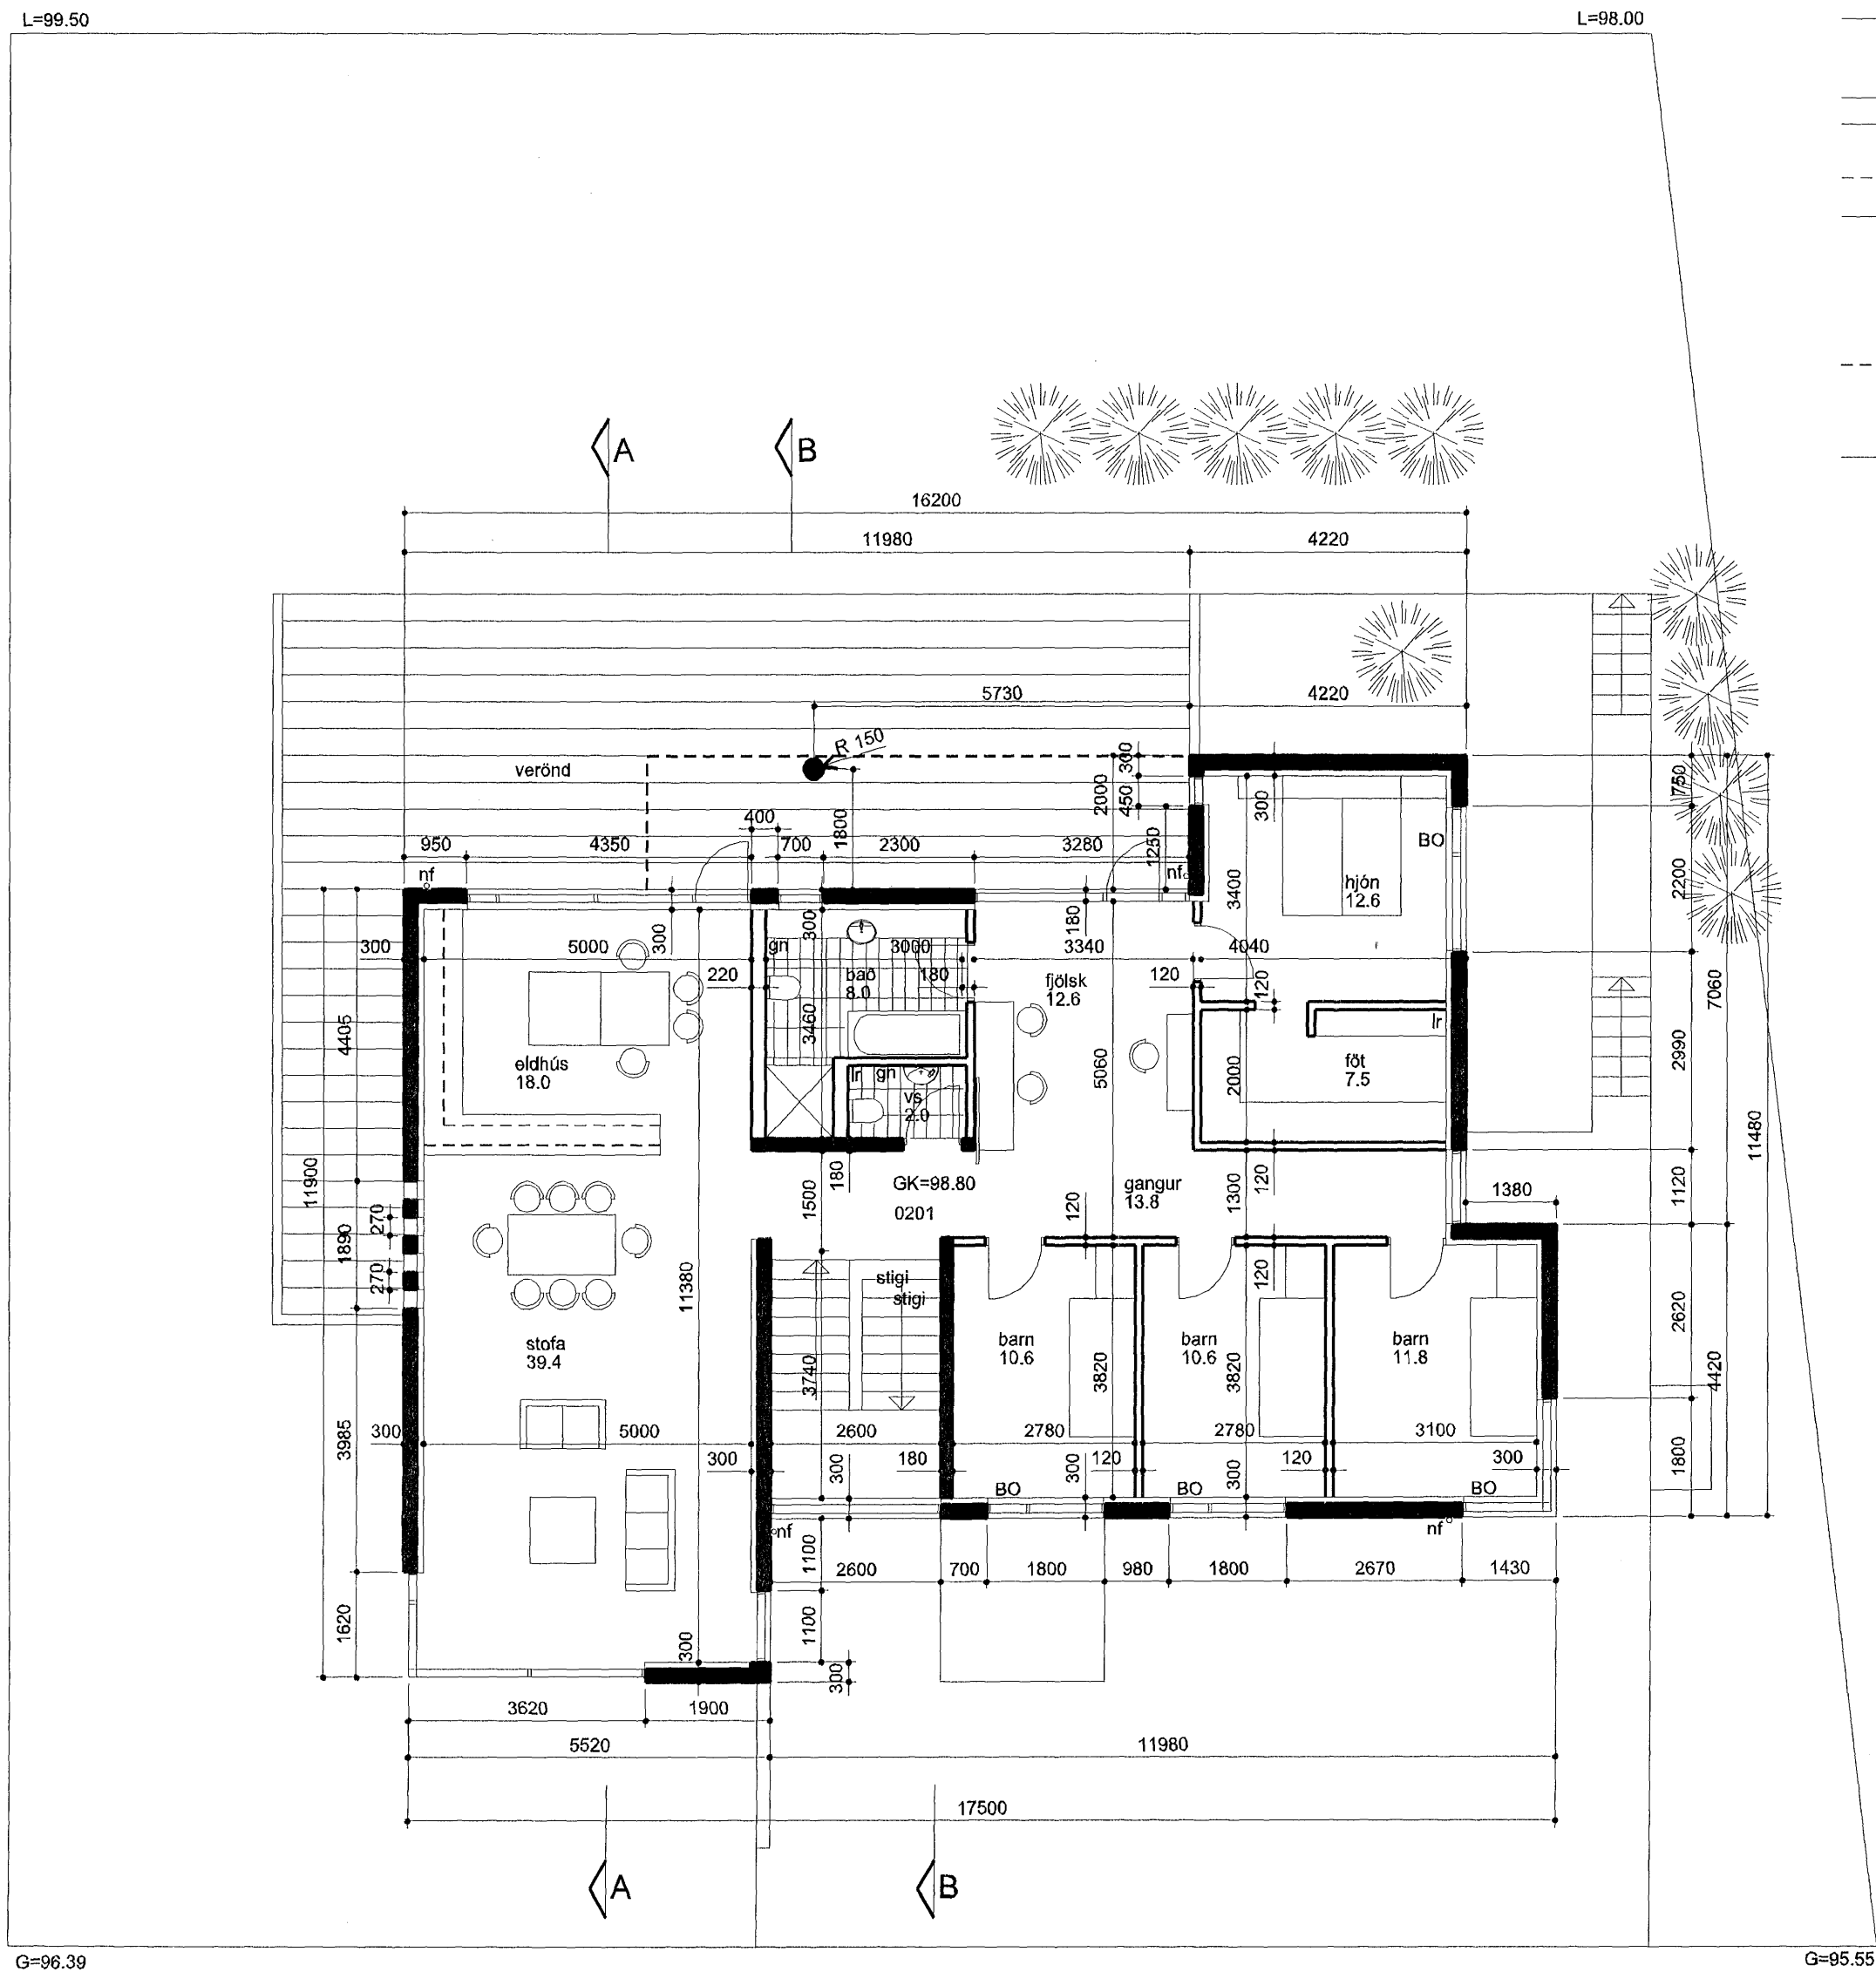 L=99.50
L=98.00
A
B
16200
11980
4220
5730
4220
R 150
verönd
300
2000
450
300
750
400
1800
950
4350
700
2300
3280
1250
BO
nf
nf
3400
hjón
12.6
2200
300
5000
300
300
gn
3000
180
3340
4040
220
bað
8.0
180
fjölsk
12.6
120
120
7060
4405
3460
lr
eldhús
18.0
5060
2000
föt
7.5
2990
lr
gn
vs
2.0
11480
11900
180
GK=98.80
gangur
13.8
1500
0201
120
1300
120
1120
1380
270
1890
270
11380
stigi
stigi
120
2620
stofa
39.4
barn
10.6
barn
10.6
barn
11.8
3740
3820
3820
4420
3985
300
5000
2600
2780
2780
3100
300
180
300
300
120
300
120
300
1800
BO
BO
BO
nf
nf
1100
2600
700
1800
980
1800
2670
1430
1620
1100
300
300
3620
1900
5520
11980
17500
A
B
G=96.39
G=95.55